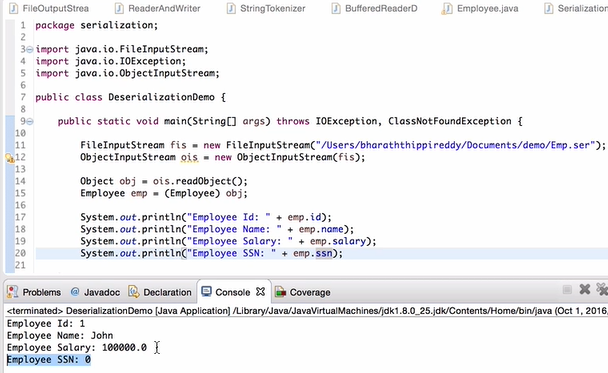 FileOutputStrea ReaderAndWriter StringTokenizer BufferedReaderD Employee.java Serialization
1 package serialization;
2
3 import java.io.FileInputStream;
4 import java.io.IOException;
5 import java.io.ObjectInputStream;
6
7 public class DeserializationDemo {
8
9 public static void main(String[] args) throws IOException, ClassNotFoundException {
10
11 FileInputStream fis = new FileInputStream("/Users/bharaththippireddy/Documents/demo/Emp.ser");
12 ObjectInputStream ois = new ObjectInputStream(fis);
13
14 Object obj = ois.readObject();
15 Employee emp = (Employee) obj;
16
17 System.out.println("Employee Id: " + emp.id);
18 System.out.println("Employee Name: " + emp.name);
19 System.out.println("Employee Salary: " + emp.salary);
20 System.out.println("Employee SSN: " + emp.ssn);
21
Problems Javadoc Declaration Console Coverage
<terminated> DeserializationDemo [Java Application] /Library/Java/JavaVirtualMachines/jdk1.8.0_25.jdk/Contents/Home/bin/java (Oct 1, 2016,
Employee Id: 1
Employee Name: John
Employee Salary: 100000.0
Employee SSN: 0